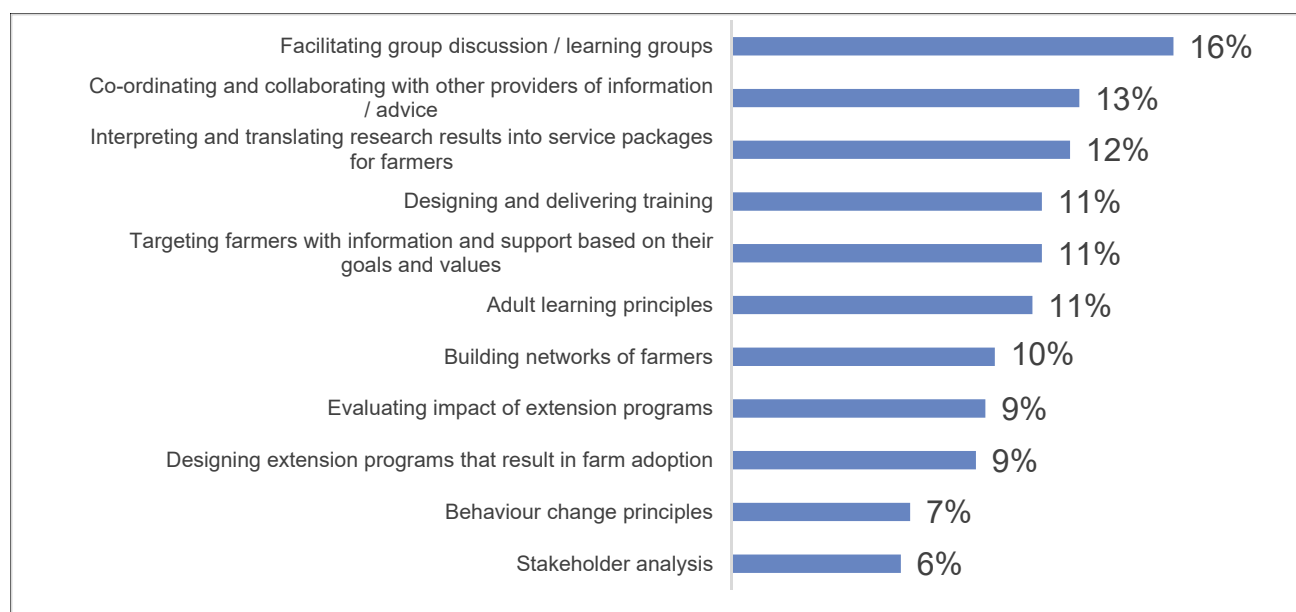 Facilitating group discussion / learning groups 16%
Co-ordinating and collaborating with other providers of information
/ advice 13%
Interpreting and translating research results into service packages
for farmers 12%
Designing and delivering training 11%
Targeting farmers with information and support based on their
goals and values 11%
Adult learning principles 11%
Building networks of farmers 10%
Evaluating impact of extension programs 9%
Designing extension programs that result in farm adoption 9%
Behaviour change principles 7%
Stakeholder analysis 6%